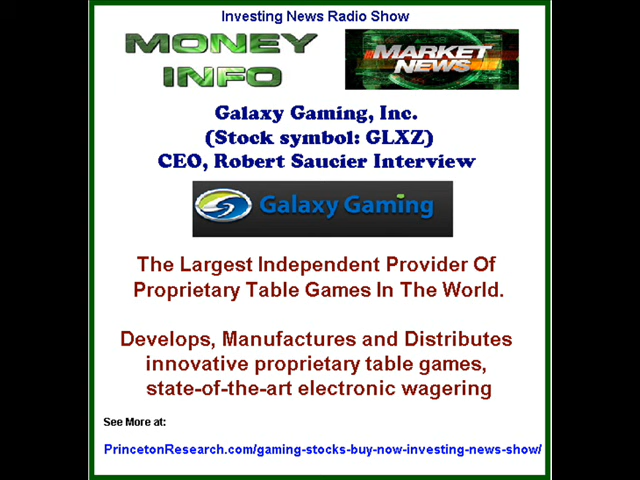 Investing News Radio Show
MONEY
INFO
MARKET
NEWS
Galaxy Gaming, Inc.
(Stock symbol: GLXZ)
CEO, Robert Saucier Interview
Galaxy Gaming
The Largest Independent Provider Of
Proprietary Table Games In The World.
Develops, Manufactures and Distributes
innovative proprietary table games,
state-of-the-art electronic wagering
See More at:
PrincetonResearch.com/gaming-stocks-buy-now-investing-news-show/